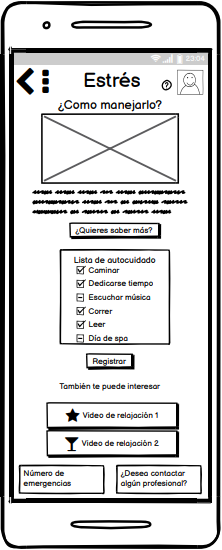 23:04
Estrés
¿Como manejarlo?
¿Quieres saber más?
Lista de autocuidado
Caminar
Dedicarse tiempo
Escuchar música
Correr
Leer
Día de spa
Registrar
También te puede interesar
Video de relajación 1
Video de relajación 2
Número de
emergencias
¿Desea contactar
algún profesional?